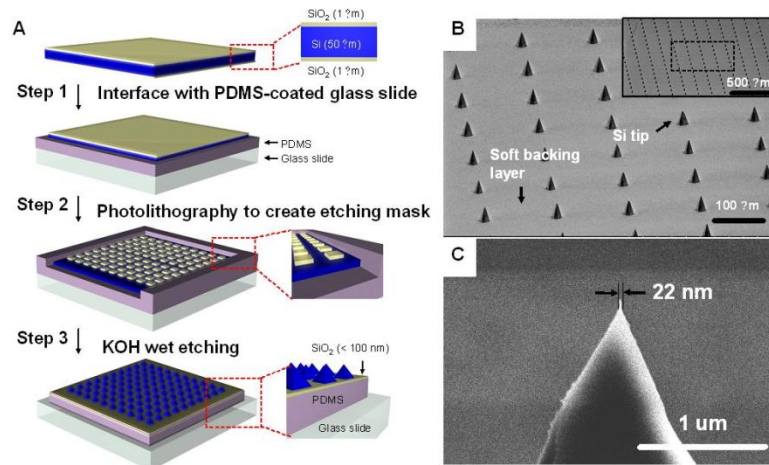 A
SiO₂ (1 ?m)
Si (50 ?m)
SiO₂ (1 ?m)
Step 1
Interface with PDMS-coated glass slide
PDMS
Glass slide
Step 2
Photolithography to create etching mask
Step 3
KOH wet etching
SiO₂ (< 100 nm)
PDMS
Glass slide
B
500 ?m
Si tip
Soft backing
layer
100 ?m
C
22 nm
1 um